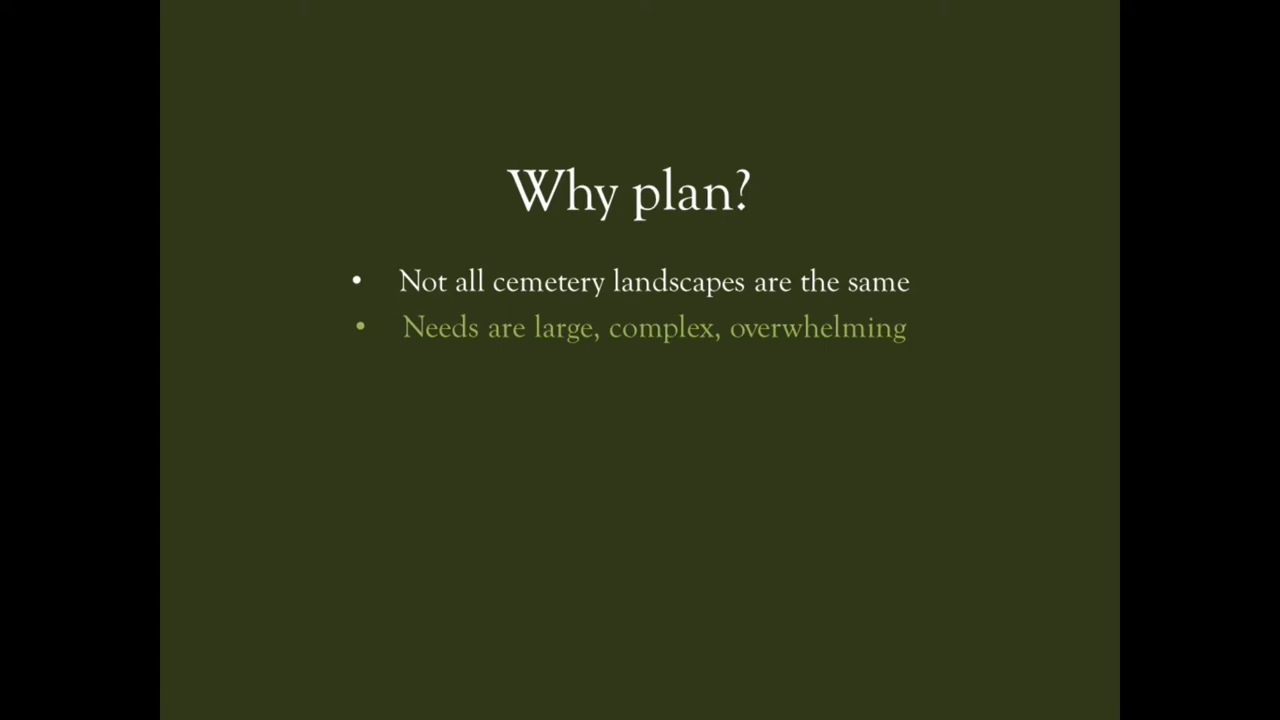 Why plan?
• Not all cemetery landscapes are the same
• Needs are large, complex, overwhelming